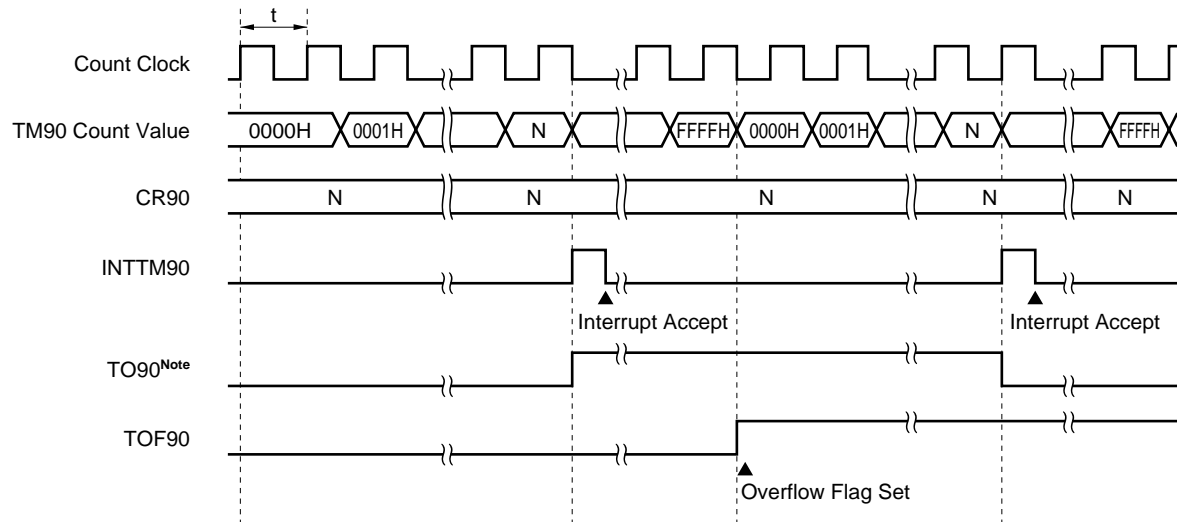 t
Count Clock
TM90 Count Value 0000H 0001H N FFFFH 0000H 0001H N FFFFH
CR90 N N N N N
INTTM90
Interrupt Accept Interrupt Accept
TO90Note
TOF90
Overflow Flag Set